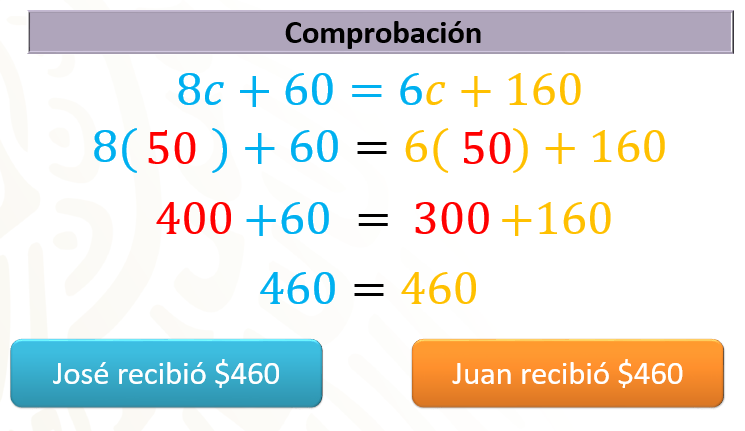 Comprobación
8c + 60 = 6c + 160
8( 50 ) + 60 = 6( 50) + 160
400 +60 = 300 +160
460 = 460
José recibió $460
Juan recibió $460